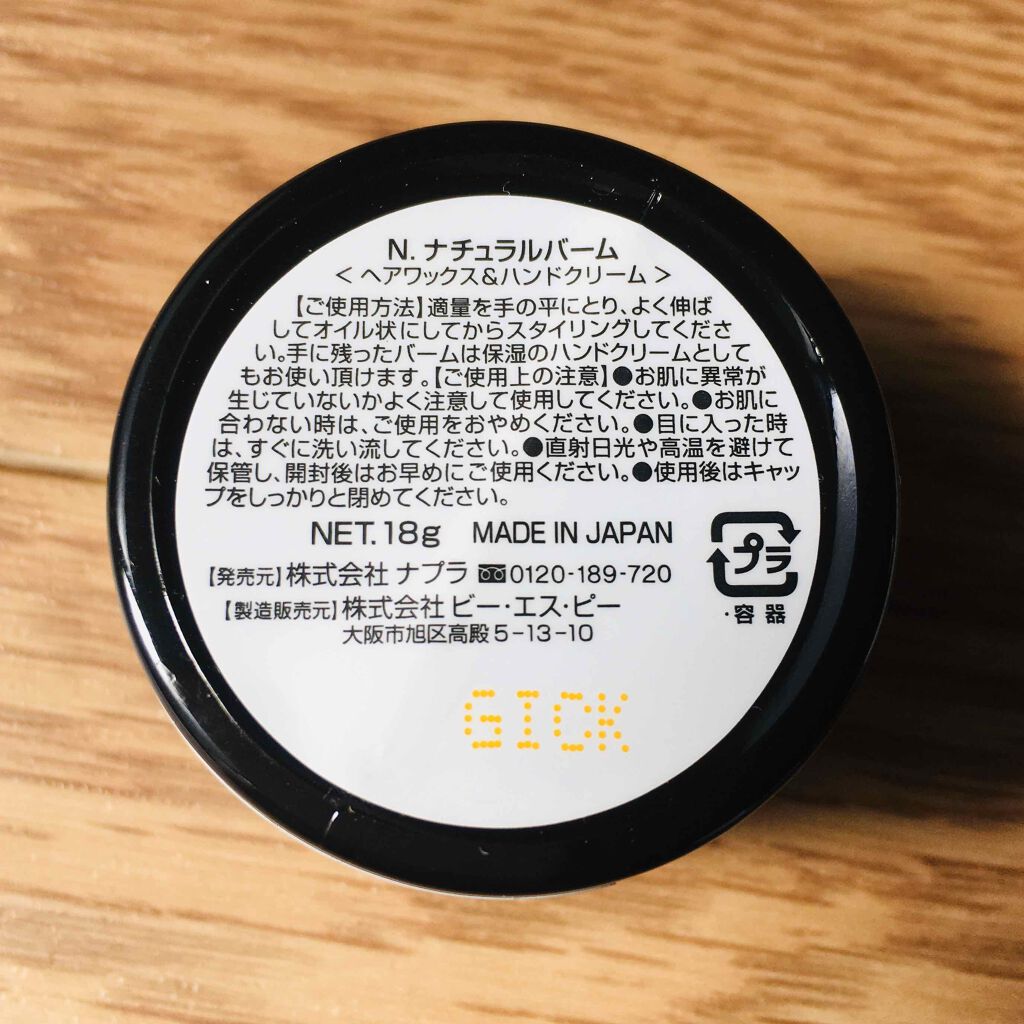 N. ナチュラルバーム
＜ヘアワックス&ハンドクリーム＞
【ご使用方法】適量を手の平にとり、よく伸ば
してオイル状にしてからスタイリングしてくださ
い。手に残ったバームは保湿のハンドクリームとして
もお使い頂けます。【ご使用上の注意】●お肌に異常が
生じていないかよく注意して使用してください。●お肌に
合わない時は、ご使用をおやめください。●目に入った時
は、すぐに洗い流してください。●直射日光や高温を避けて
保管し、開封後はお早めにご使用ください。●使用後はキャッ
プをしっかりと閉めてください。
NET.18g MADE IN JAPAN
【発売元】株式会社 ナプラ 0120-189-720
【製造販売元】株式会社 ビー・エス・ピー
大阪市旭区高殿5-13-10
プラ
・容器
GICK